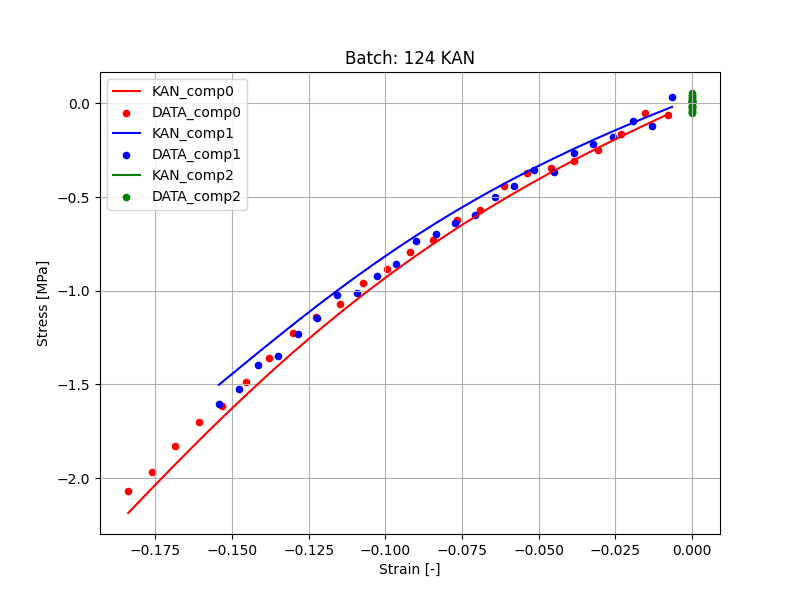 Batch: 124 KAN
KAN_comp0
DATA_comp0
KAN_comp1
DATA_comp1
KAN_comp2
DATA_comp2
0.0
−0.5
−1.0
−1.5
−2.0
Stress [MPa]
−0.175
−0.150
−0.125
−0.100
−0.075
−0.050
−0.025
0.000
Strain [-]